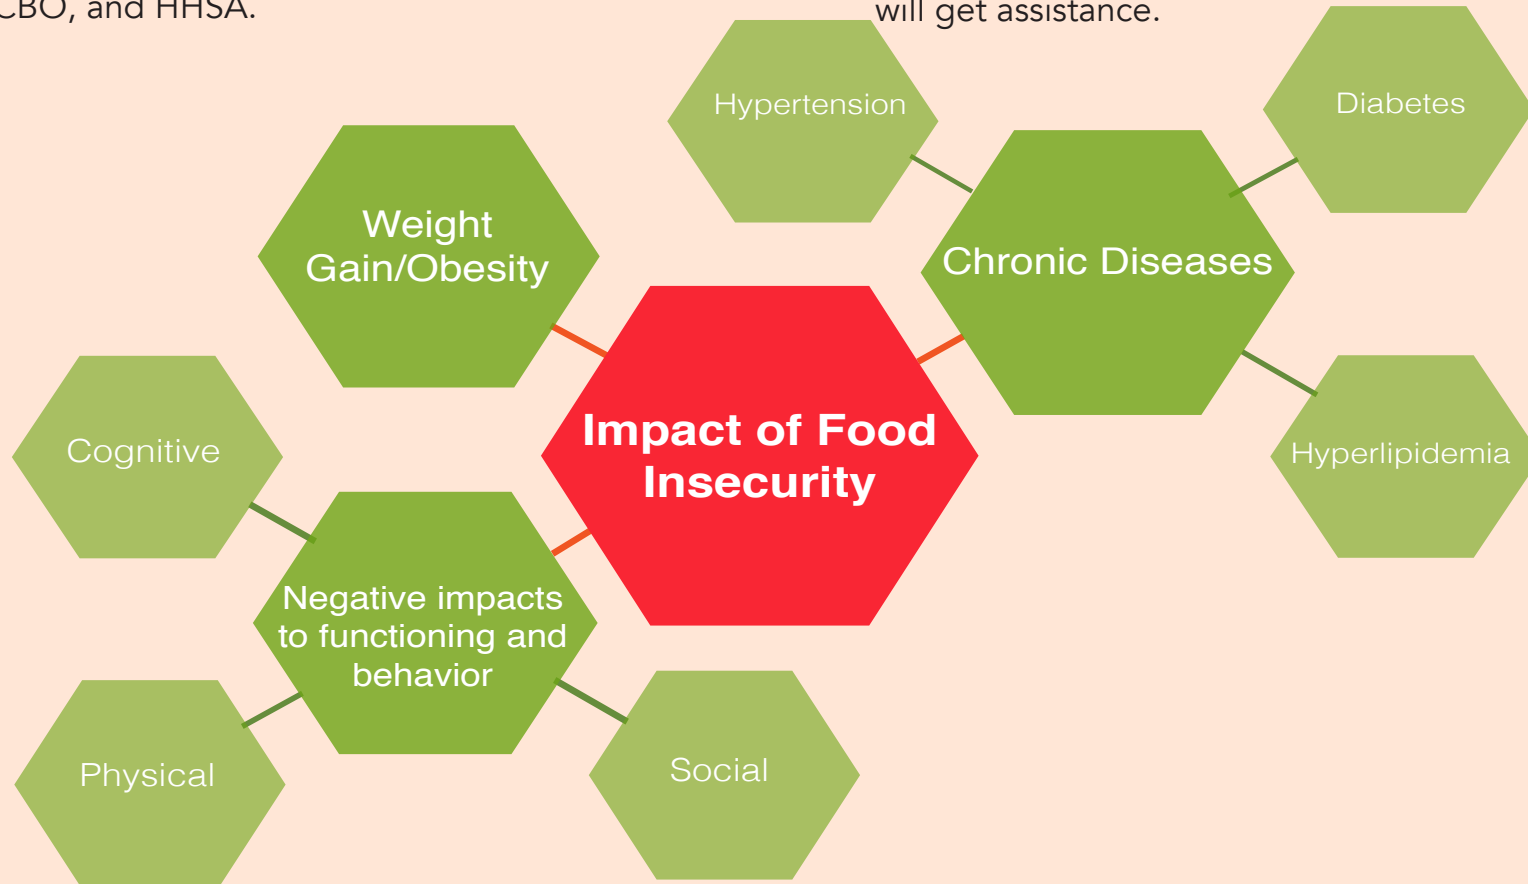 CBO, and HHSA.
will get assistance.
Hypertension
Diabetes
Weight
Gain/Obesity
Chronic Diseases
Impact of Food
Insecurity
Cognitive
Hyperlipidemia
Negative impacts
to functioning and
behavior
Physical
Social